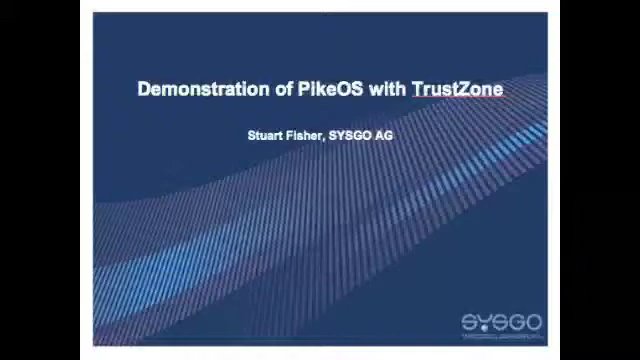 Demonstration of PikeOS with TrustZone
Stuart Fisher, SYSGO AG
SYSGO